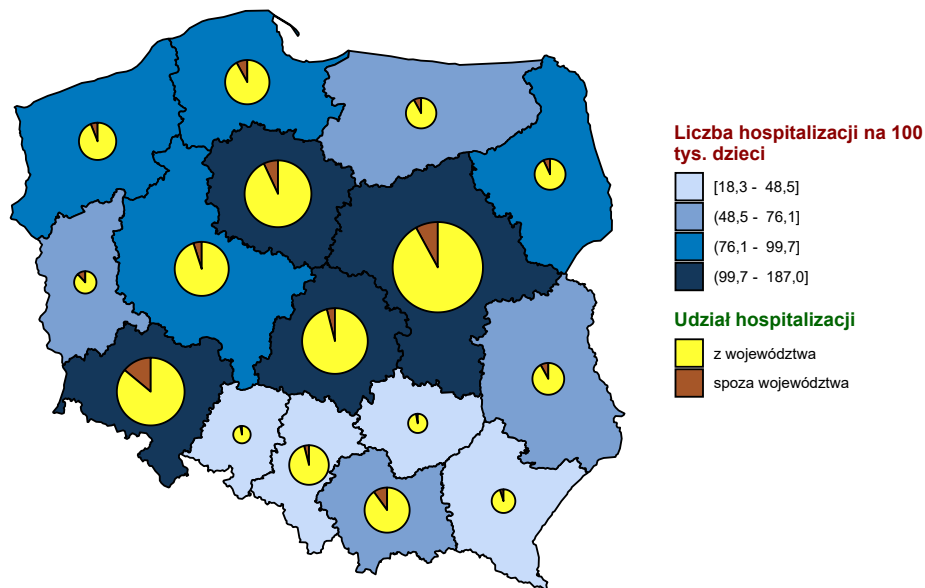 Liczba hospitalizacji na 100
tys. dzieci
[18,3 - 48,5]
(48,5 - 76,1]
(76,1 - 99,7]
(99,7 - 187,0]
Udział hospitalizacji
z województwa
spoza województwa